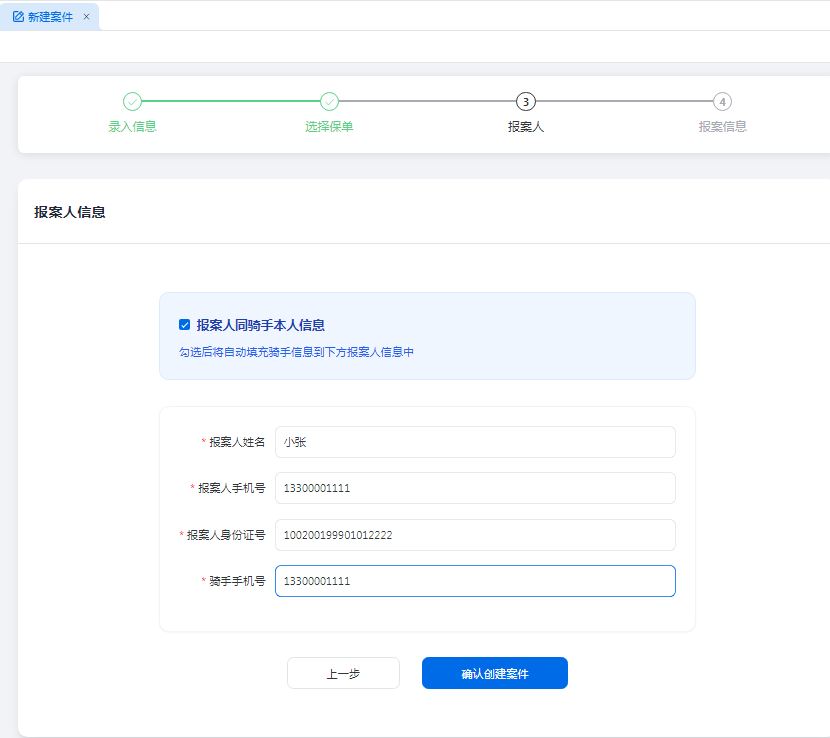 新建案件 ×
3 4
录入信息 选择保单 报案人 报案信息
报案人信息
报案人同骑手本人信息
勾选后将自动填充骑手信息到下方报案人信息中
* 报案人姓名 小张
* 报案人手机号 13300001111
* 报案人身份证号 100200199901012222
* 骑手手机号 13300001111
上一步 确认创建案件